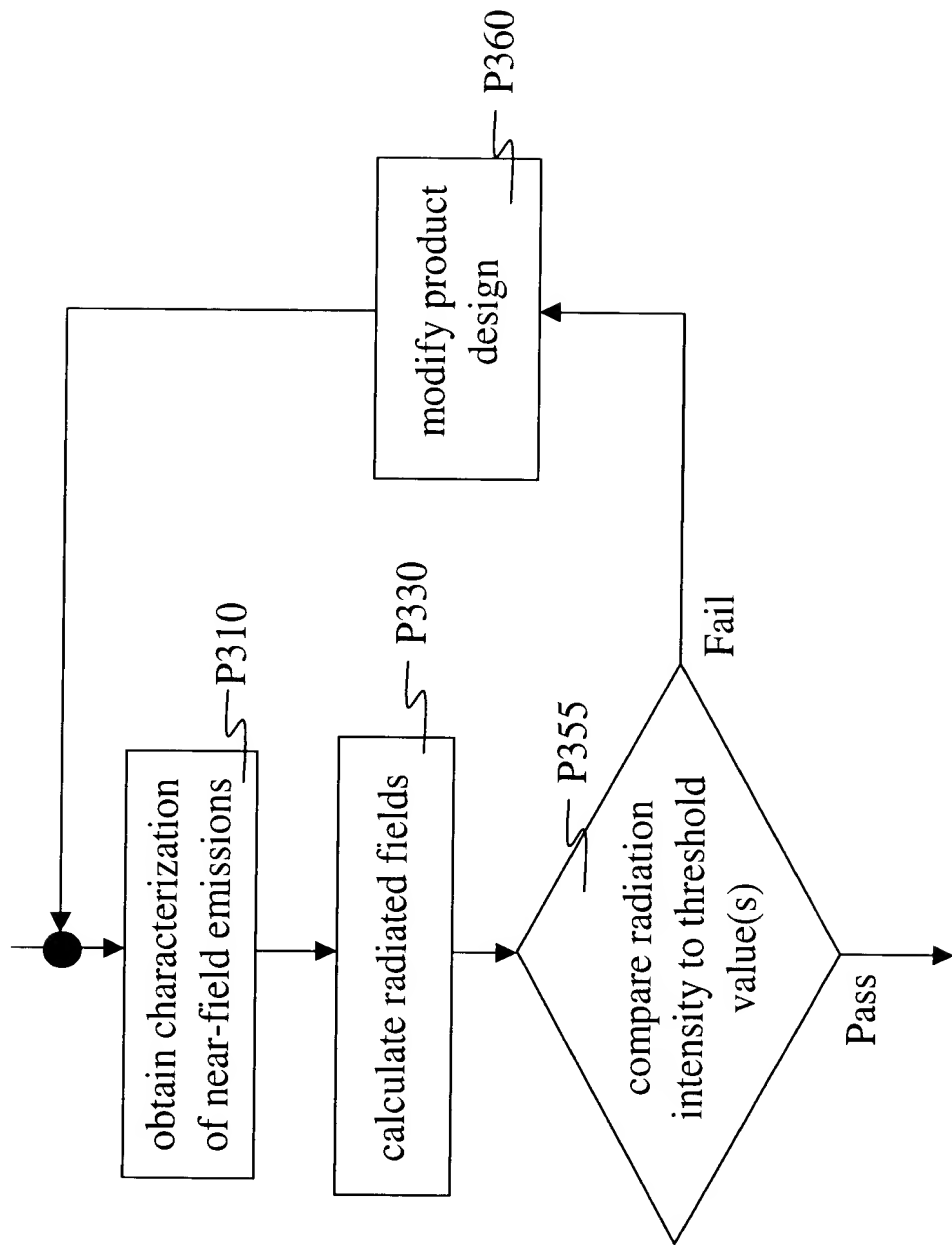 obtain characterization
of near-field emissions
P310
calculate radiated fields
P330
compare radiation
intensity to threshold
value(s)
P355
Pass
Fail
modify product
design
P360